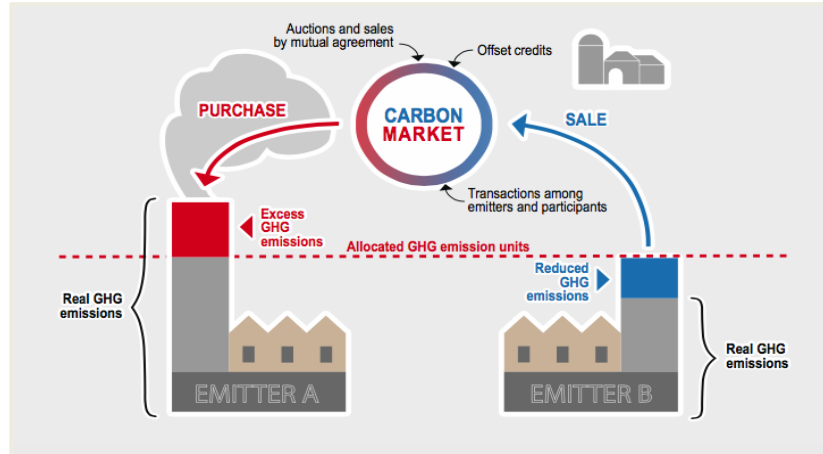 Auctions and sales
by mutual agreement
Offset credits
PURCHASE
CARBON
MARKET
SALE
Transactions among
emitters and participants
Excess
GHG
emissions
Allocated GHG emission units
Reduced
GHG
emissions
Real GHG
emissions
Real GHG
emissions
EMITTER A
EMITTER B